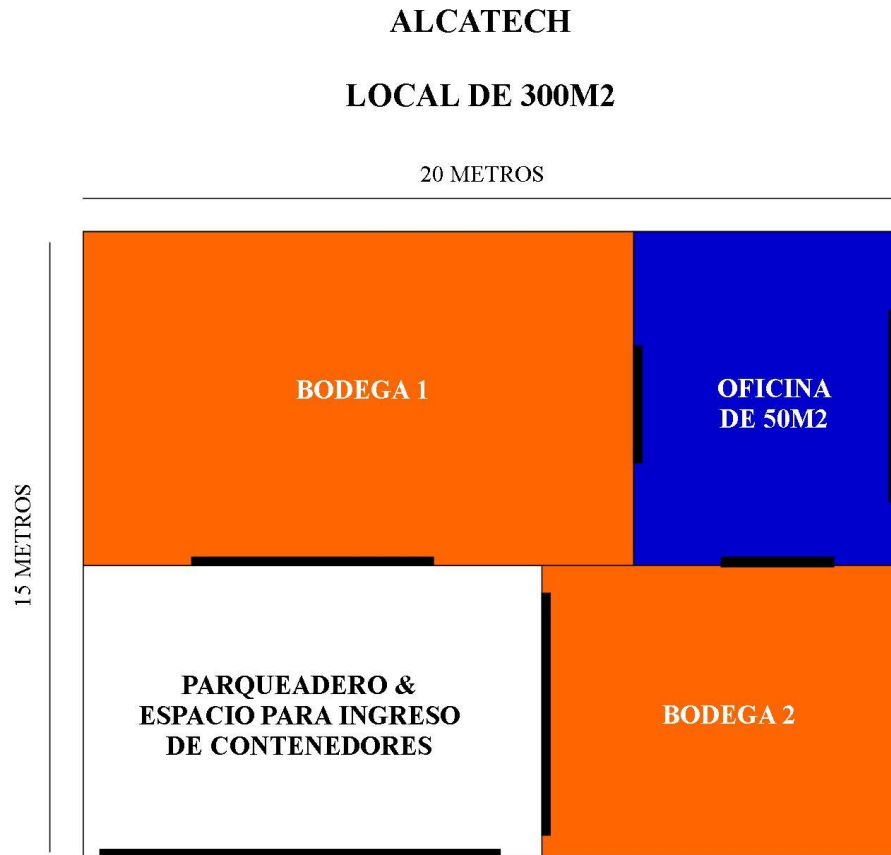 ALCATECH
LOCAL DE 300M2
20 METROS
15 METROS
BODEGA 1
OFICINA
DE 50M2
PARQUEADERO &
ESPACIO PARA INGRESO
DE CONTENEDORES
BODEGA 2